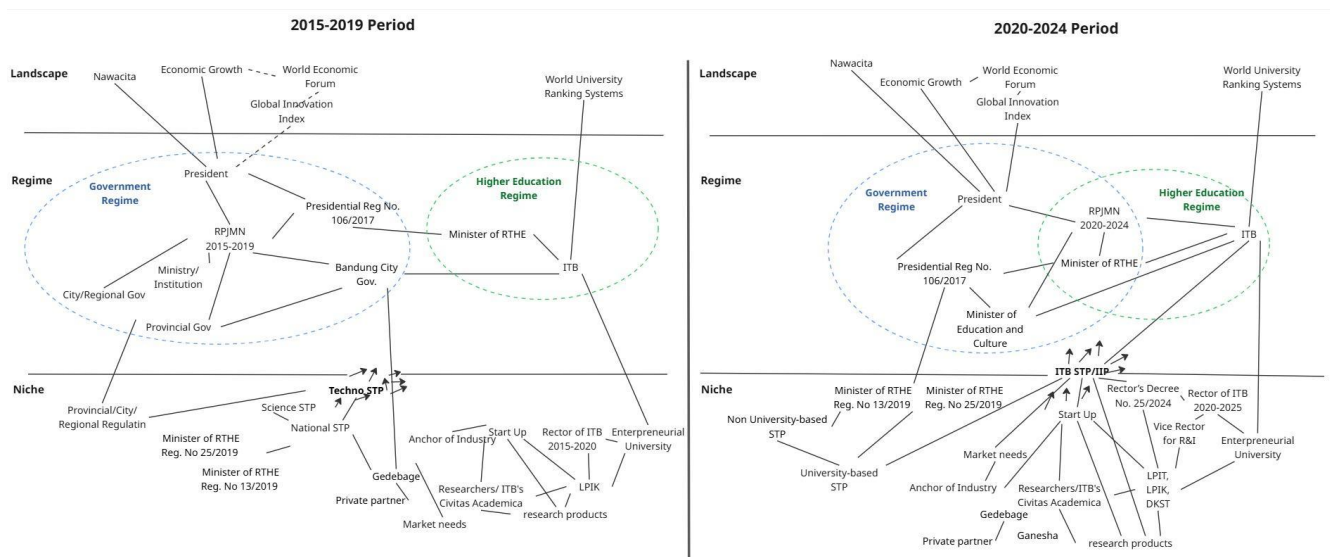 2015-2019 Period
Landscape
Nawacita
Economic Growth
World Economic
Forum
Global Innovation
Index
World University
Ranking Systems
Regime
Government
Regime
President
Presidential Reg No.
106/2017
RPJMN
2015-2019
Ministry/
Institution
City/Regional Gov
Provincial Gov
Bandung City
Gov.
Higher Education
Regime
Minister of RTHE
ITB
Niche
Provincial/City/
Regional Regulatin
Techno STP
Science STP
National STP
Minister of RTHE
Reg. No 25/2019
Minister of RTHE
Reg. No 13/2019
Gedebage
Private partner
Market needs
Anchor of Industry
Start Up
Researchers/ ITB's
Civitas Academica
Rector of ITB
2015-2020
Enterpreneurial
University
LPIK
research products
2020-2024 Period
Landscape
Nawacita
Economic Growth
World Economic
Forum
Global Innovation
Index
World University
Ranking Systems
Regime
Government
Regime
President
RPJMN
2020-2024
Higher Education
Regime
ITB
Minister of RTHE
Presidential Reg No.
106/2017
Minister of
Education and
Culture
Niche
ITB STP/IIP
Minister of RTHE
Reg. No 13/2019
Minister of RTHE
Reg. No 25/2019
Non University-based
STP
University-based
STP
Rector's Decree
No. 25/2024
Rector of ITB
2020-2025
Start Up
Vice Rector
for R&I
Enterpreneurial
University
Market needs
Anchor of Industry
Researchers/ITB's
Civitas Academica
LPIT,
LPIK,
DKST
Gedebage
Ganesha
Private partner
research products